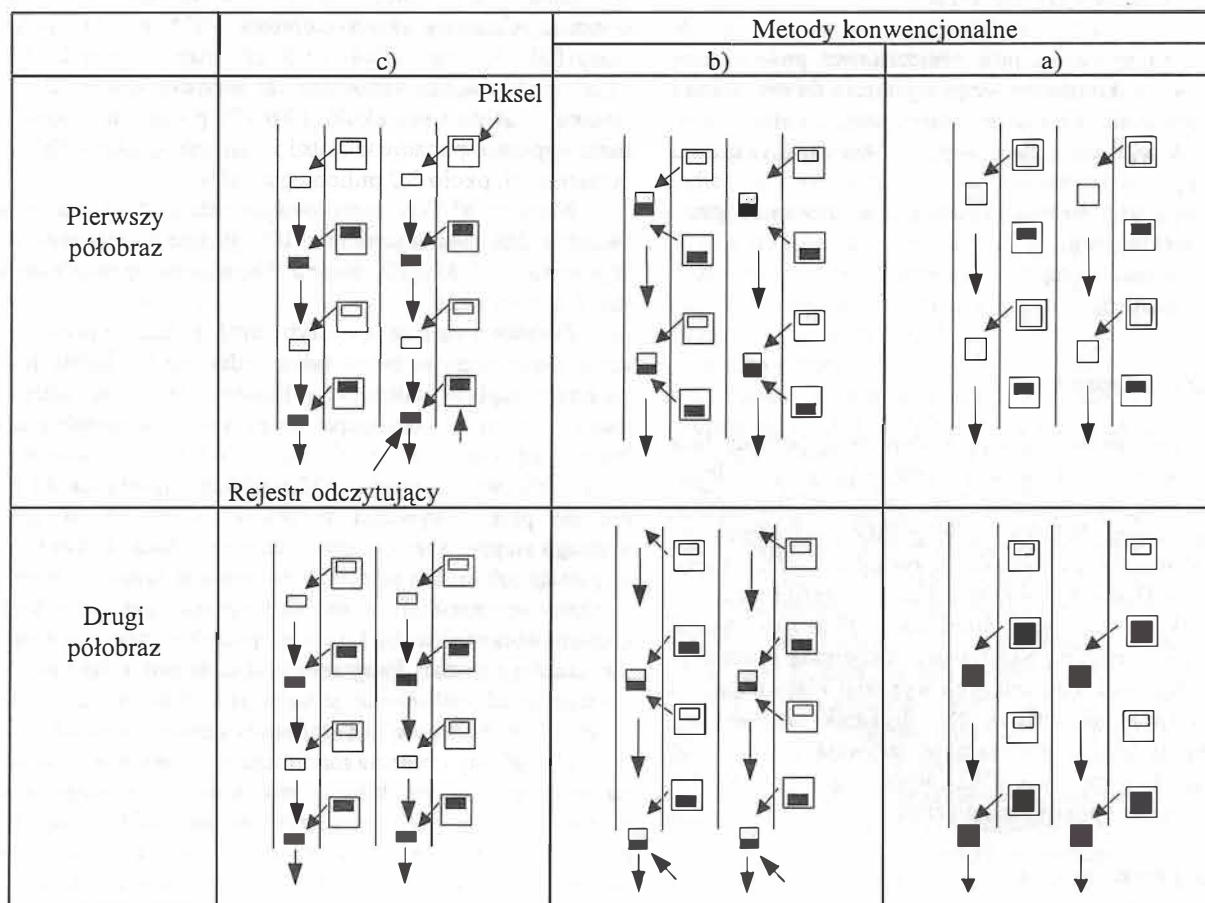 Metody konwencjonalne
c)
b)
a)
Piksel
Pierwszy
półobraz
Rejestr odczytujący
Drugi
półobraz